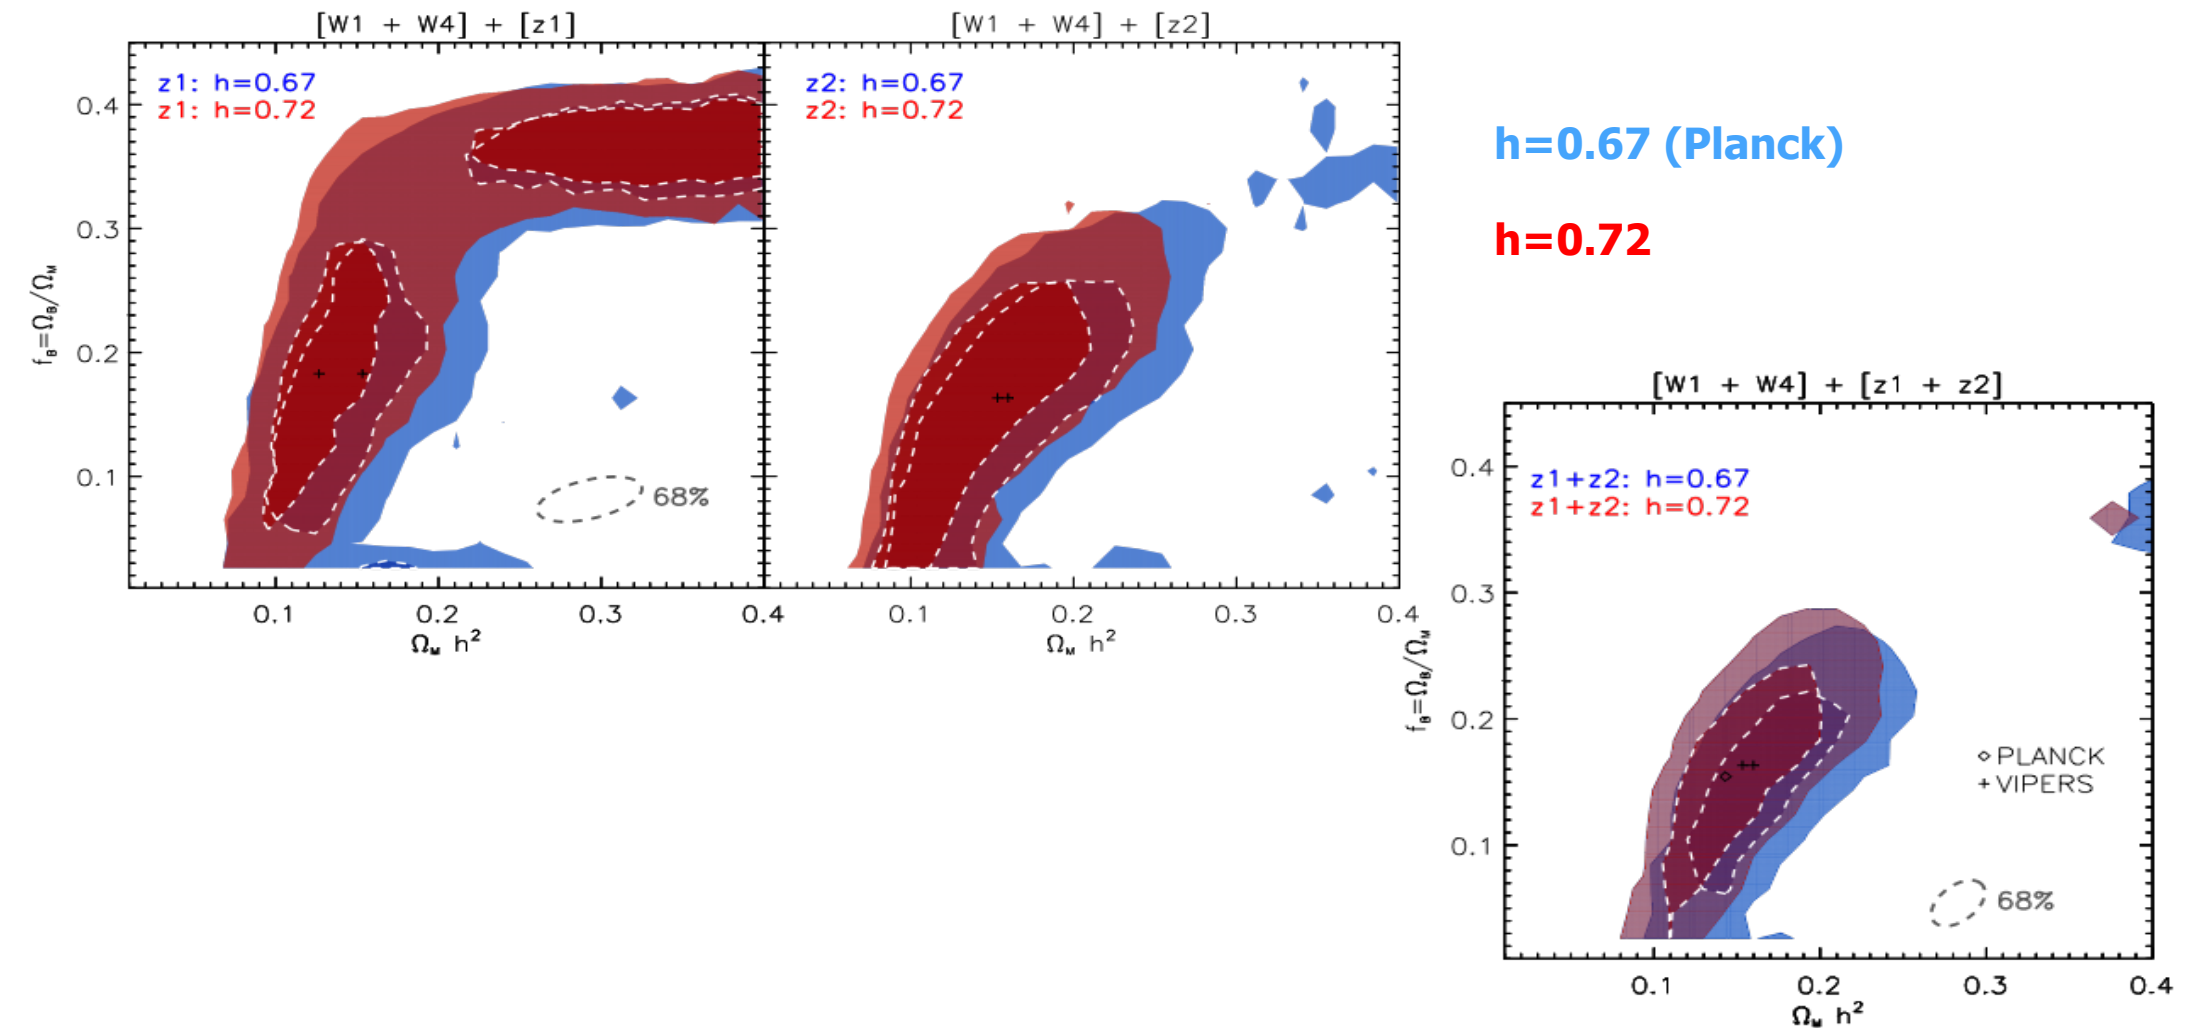 [W1 + W4] + [z1]
z1: h=0.67
z1: h=0.72
0.4
0.3
0.2
0.1
f_B=Ω_B/Ω_M
68%
0.1 0.2 0.3 0.4
Ω_M h²
[W1 + W4] + [z2]
z2: h=0.67
z2: h=0.72
0.1 0.2 0.3 0.4
Ω_M h²
h=0.67 (Planck)
h=0.72
[W1 + W4] + [z1 + z2]
z1+z2: h=0.67
z1+z2: h=0.72
0.4
0.3
0.2
0.1
f_B=Ω_B/Ω_M
PLANCK
+ VIPERS
68%
0.1 0.2 0.3 0.4
Ω_M h²